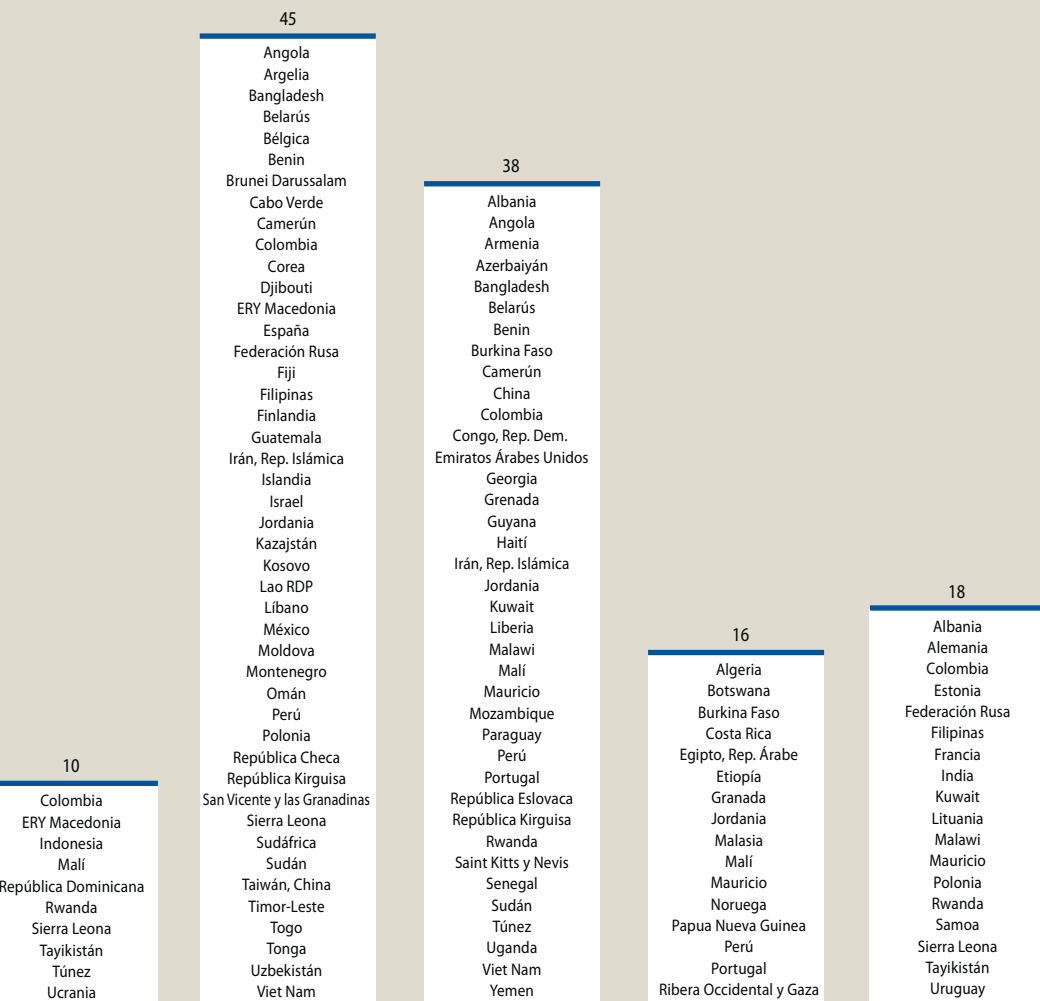 10
Colombia
ERY Macedonia
Indonesia
Malí
República Dominicana
Rwanda
Sierra Leona
Tayikistán
Túnez
Ucrania
45
Angola
Argelia
Bangladesh
Belarús
Bélgica
Benin
Brunei Darussalam
Cabo Verde
Camerún
Colombia
Corea
Djibouti
ERY Macedonia
España
Federación Rusa
Fiji
Filipinas
Finlandia
Guatemala
Irán, Rep. Islámica
Islandia
Israel
Jordania
Kazajstán
Kosovo
Lao RDP
Líbano
México
Moldova
Montenegro
Omán
Perú
Polonia
República Checa
República Kirguisa
San Vicente y las Granadinas
Sierra Leona
Sudáfrica
Sudán
Taiwán, China
Timor-Leste
Togo
Tonga
Uzbekistán
Viet Nam
38
Albania
Angola
Armenia
Azerbaiyán
Bangladesh
Belarús
Benin
Burkina Faso
Camerún
China
Colombia
Congo, Rep. Dem.
Emiratos Árabes Unidos
Georgia
Grenada
Guyana
Haití
Irán, Rep. Islámica
Jordania
Kuwait
Liberia
Malawi
Malí
Mauricio
Mozambique
Paraguay
Perú
Portugal
República Eslovaca
República Kirguisa
Rwanda
Saint Kitts y Nevis
Senegal
Sudán
Túnez
Uganda
Viet Nam
Yemen
16
Algeria
Botswana
Burkina Faso
Costa Rica
Egipto, Rep. Árabe
Etiopía
Granada
Jordania
Malasia
Malí
Mauricio
Noruega
Papua Nueva Guinea
Perú
Portugal
Ribera Occidental y Gaza
18
Albania
Alemania
Colombia
Estonia
Federación Rusa
Filipinas
Francia
India
Kuwait
Lituania
Malawi
Mauricio
Polonia
Rwanda
Samoa
Sierra Leona
Tayikistán
Uruguay